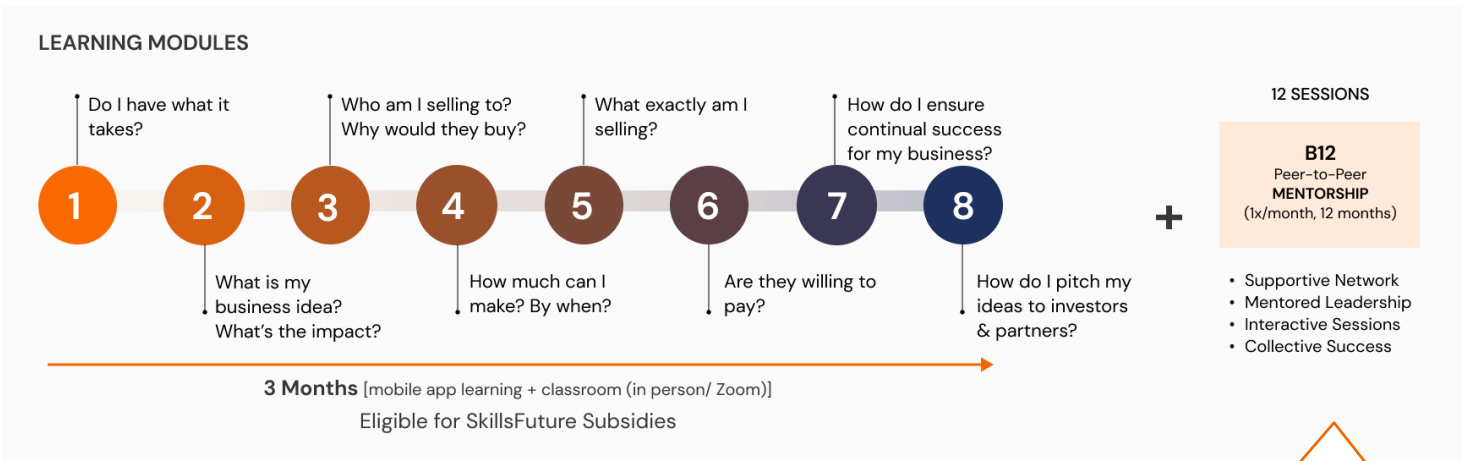 LEARNING MODULES
Do I have what it
takes?
Who am I selling to?
Why would they buy?
What exactly am I
selling?
How do I ensure
continual success
for my business?
1
2
3
4
5
6
7
8
What is my
business idea?
What's the impact?
How much can I
make? By when?
Are they willing to
pay?
How do I pitch my
ideas to investors
& partners?
3 Months [mobile app learning + classroom (in person/ Zoom)]
Eligible for SkillsFuture Subsidies
+
12 SESSIONS
B12
Peer-to-Peer
MENTORSHIP
(1x/month, 12 months)
• Supportive Network
• Mentored Leadership
• Interactive Sessions
• Collective Success